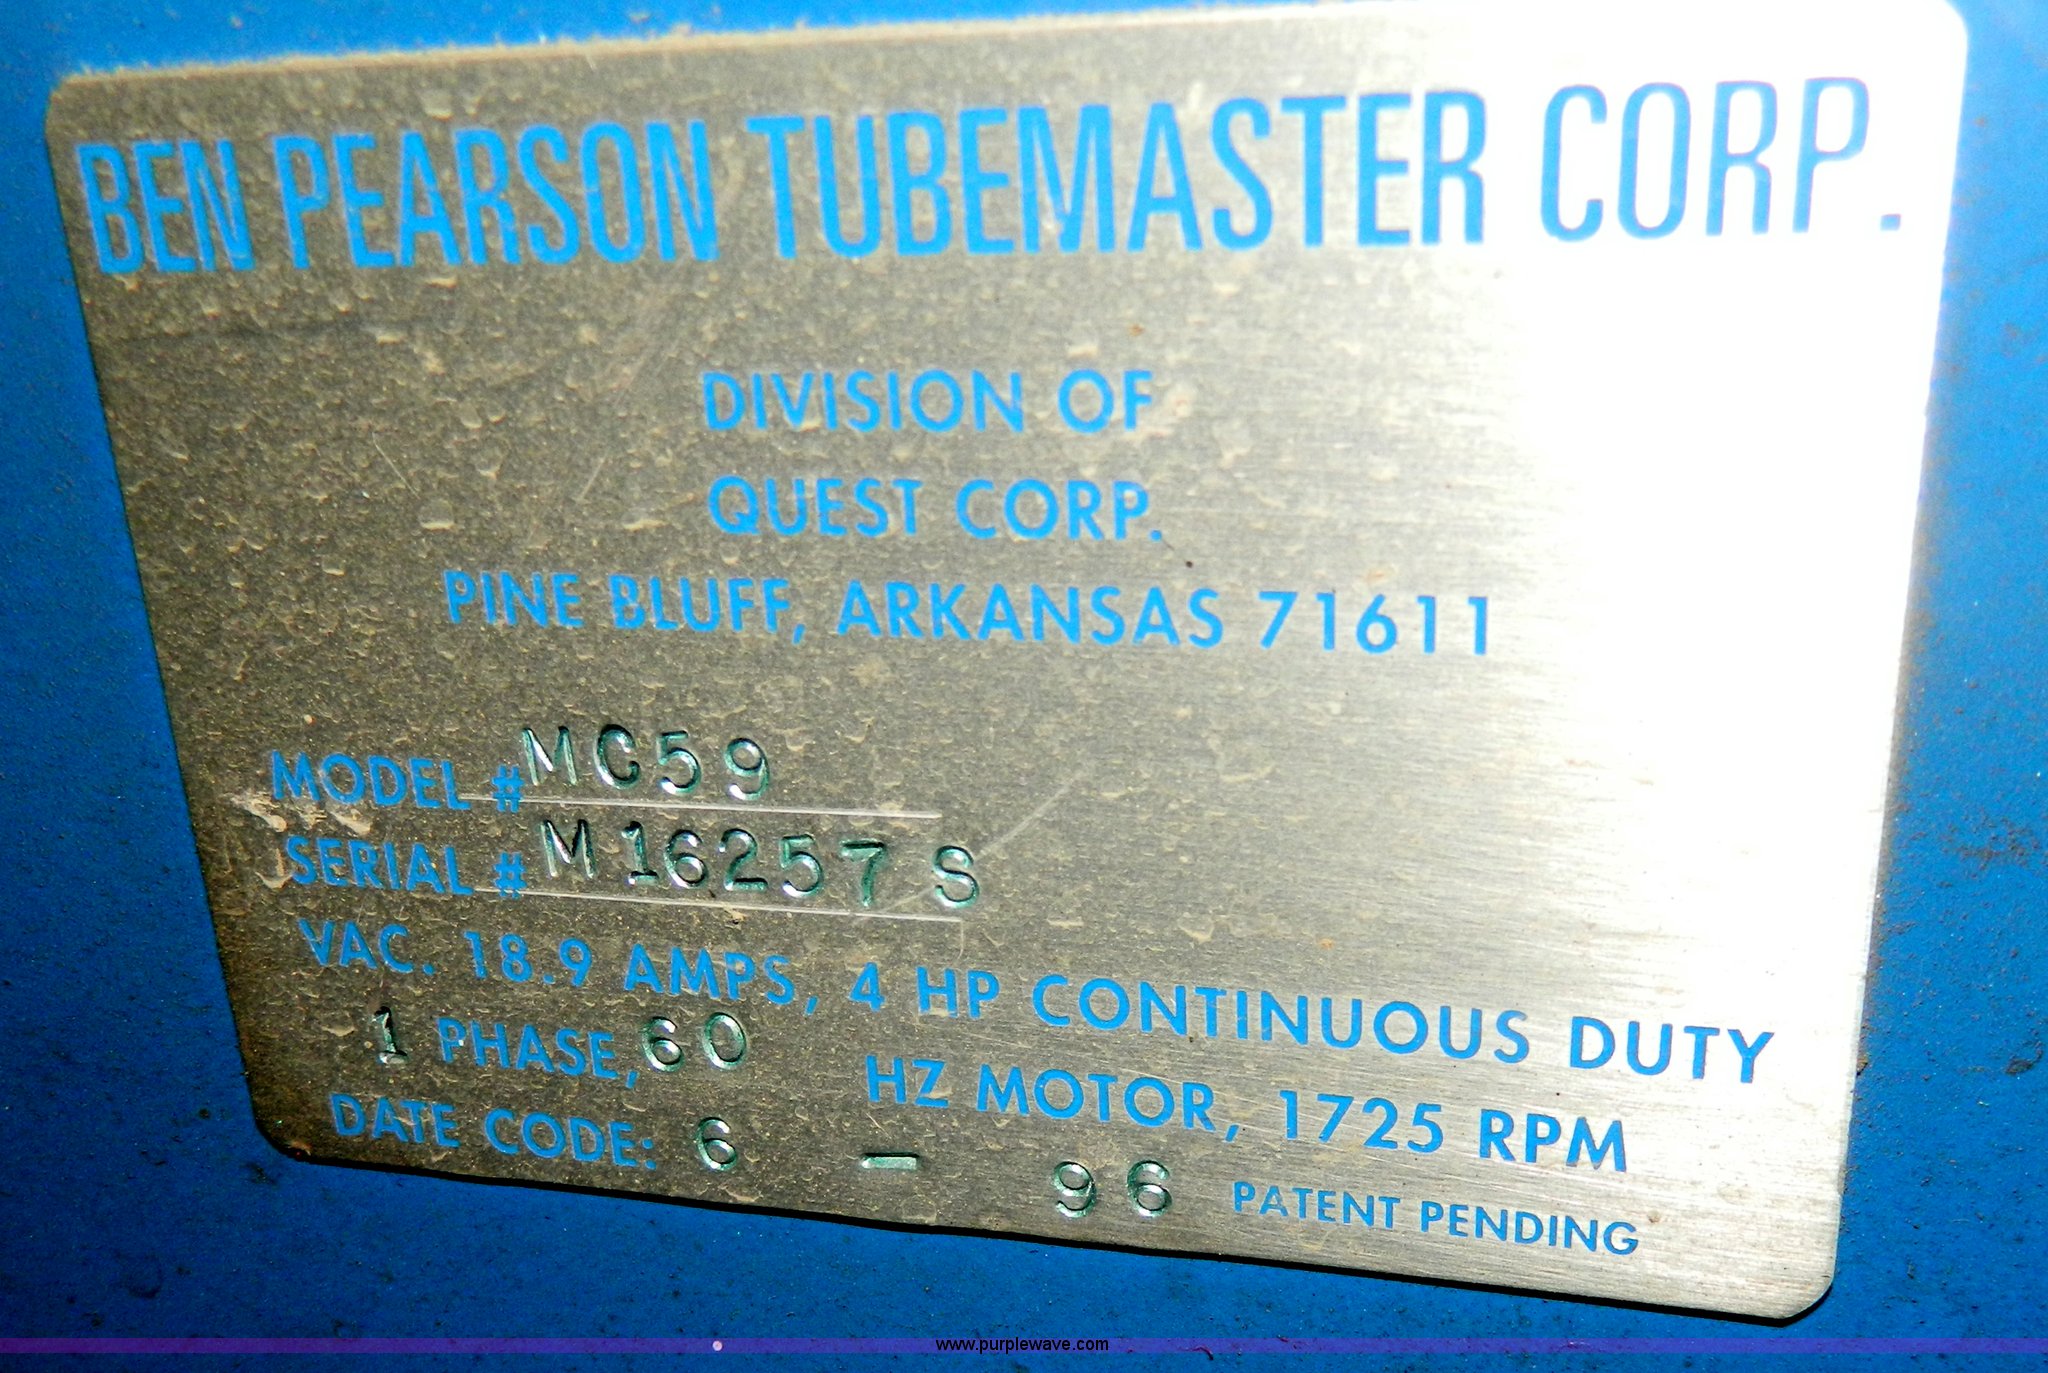 BEN PEARSON TUBEMASTER CORP.
DIVISION OF
QUEST CORP.
PINE BLUFF, ARKANSAS 71611
MODEL # MC59
SERIAL # M16257 S
VAC. 18.9 AMPS, 4 HP CONTINUOUS DUTY
1 PHASE, 60 HZ MOTOR, 1725 RPM
DATE CODE: 6 - 96 PATENT PENDING
www.purplewave.com